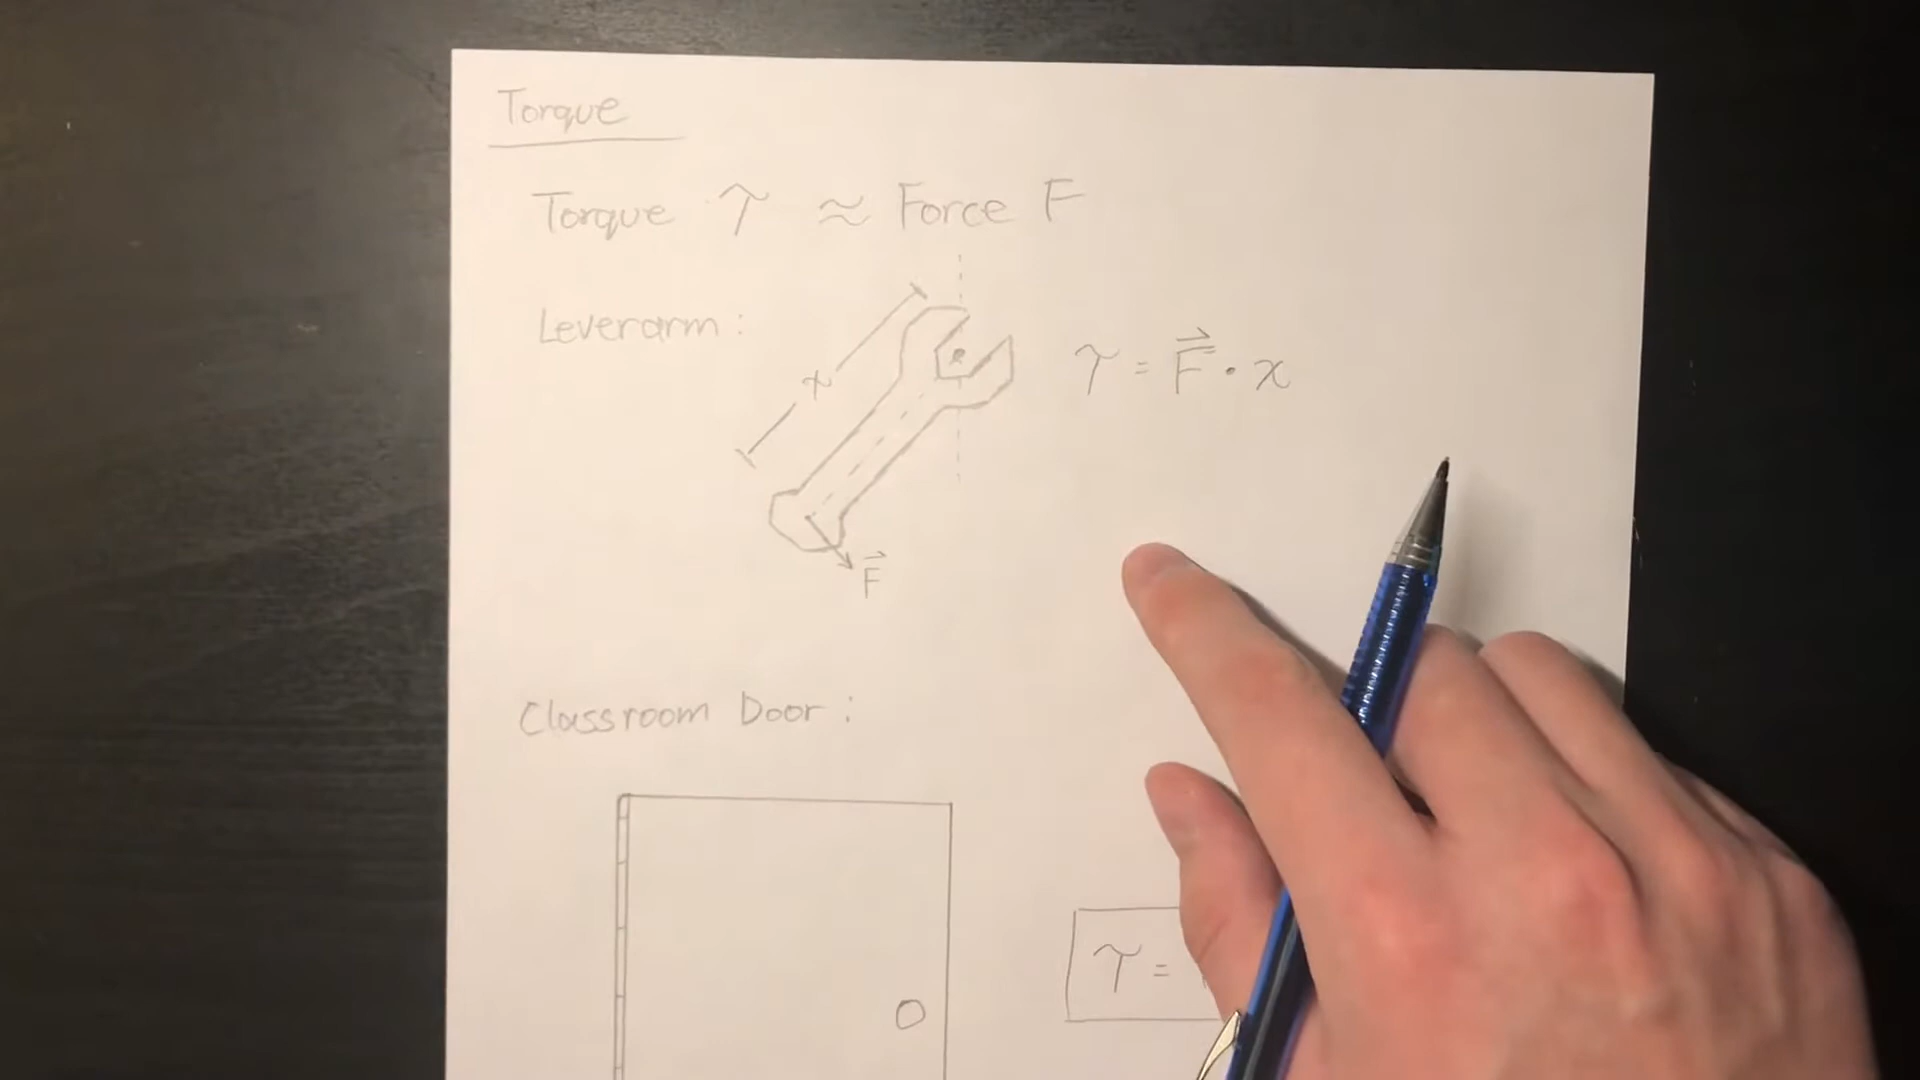 Torque
Torque τ ≈ Force F
Leverarm :
x
τ = F⃗ · x
F⃗
Classroom Door :
τ =